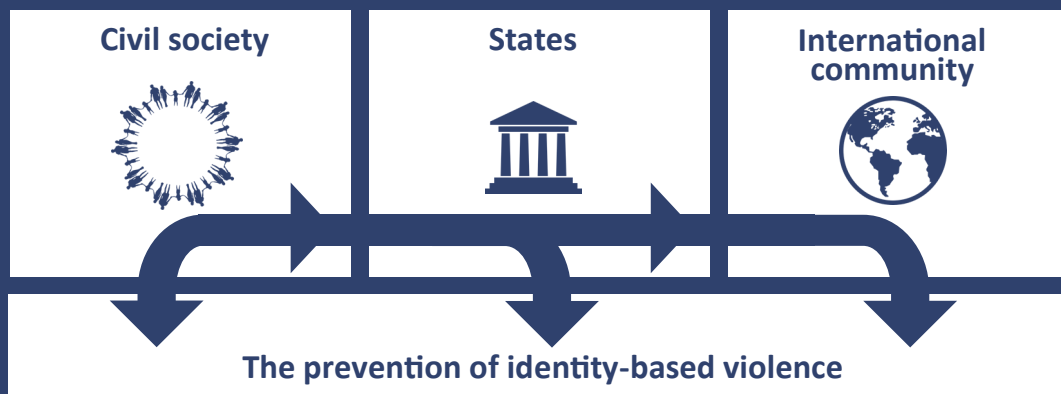 Civil society
States
International
community
The prevention of identity-based violence